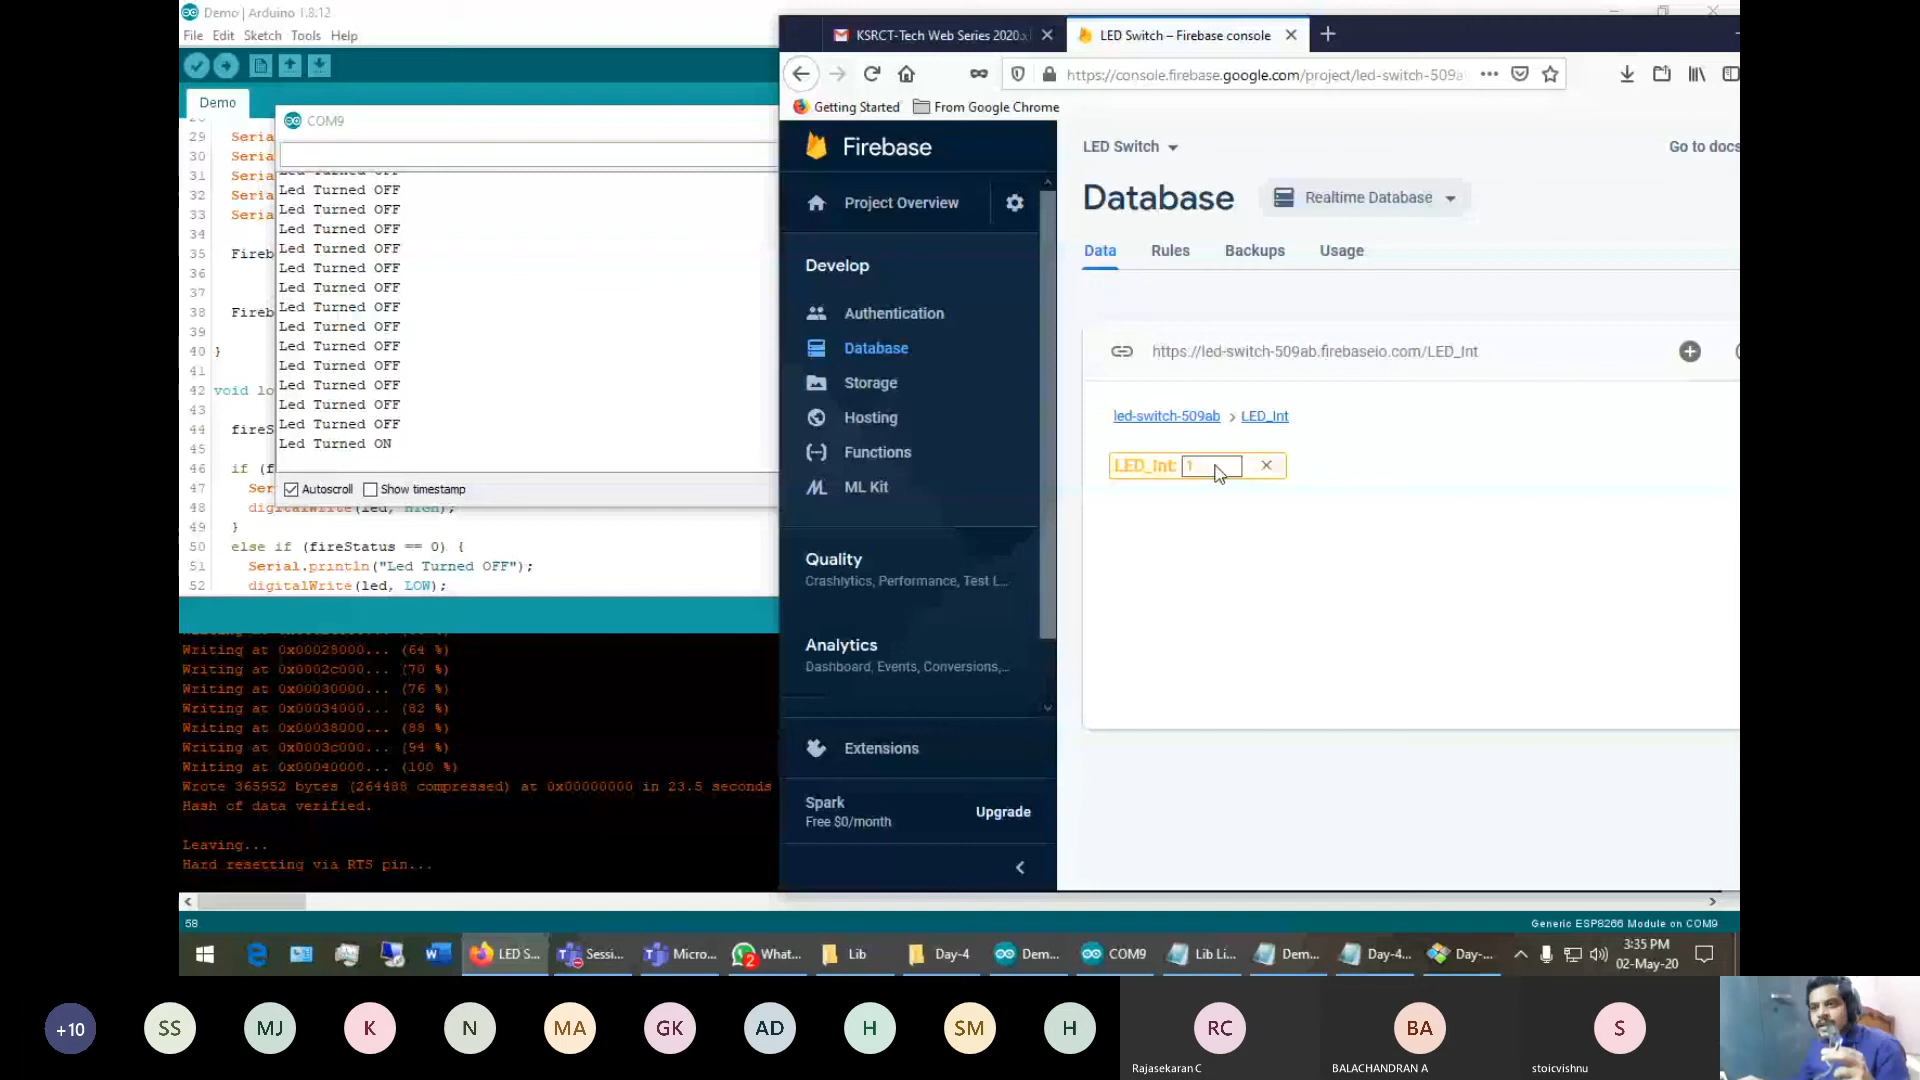 Demo | Arduino 1.8.12
File Edit Sketch Tools Help
Demo
COM9
29 Seria
30 Seria
31 Seria
32 Seria
33 Seria
34
35 Fireb
36
37
38 Fireb
39
40 }
41
42 void lo
43
44 fireS
45
46 if (f
47 Ser
48 digitalWrite(led, HIGH);
49 }
50 else if (fireStatus == 0) {
51 Serial.println("Led Turned OFF");
52 digitalWrite(led, LOW);
Led Turned OFF
Led Turned OFF
Led Turned OFF
Led Turned OFF
Led Turned OFF
Led Turned OFF
Led Turned OFF
Led Turned OFF
Led Turned OFF
Led Turned OFF
Led Turned OFF
Led Turned OFF
Led Turned OFF
Led Turned OFF
Led Turned ON
Autoscroll Show timestamp
Writing at 0x00028000... (64 %)
Writing at 0x0002c000... (70 %)
Writing at 0x00030000... (76 %)
Writing at 0x00034000... (82 %)
Writing at 0x00038000... (88 %)
Writing at 0x0003c000... (94 %)
Writing at 0x00040000... (100 %)
Wrote 365952 bytes (264488 compressed) at 0x00000000 in 23.5 seconds
Hash of data verified.
Leaving...
Hard resetting via RTS pin...
58
Generic ESP8266 Module on COM9
KSRCT-Tech Web Series 2020.x
LED Switch – Firebase console
https://console.firebase.google.com/project/led-switch-509a
Getting Started From Google Chrome
Firebase
Project Overview
Develop
Authentication
Database
Storage
Hosting
Functions
ML Kit
Quality
Crashlytics, Performance, Test L...
Analytics
Dashboard, Events, Conversions,...
Extensions
Spark
Free $0/month
Upgrade
LED Switch
Go to docs
Database
Realtime Database
Data Rules Backups Usage
https://led-switch-509ab.firebaseio.com/LED_Int
led-switch-509ab > LED_Int
LED_Int: 1
LED S... Sessi... Micro... What... Lib Day-4 Dem... COM9 Lib Li... Dem... Day-4... Day-...
2
3:35 PM
02-May-20
+10 SS MJ K N MA GK AD H SM H RC BA S
Rajasekaran C
BALACHANDRAN A
stoicvishnu